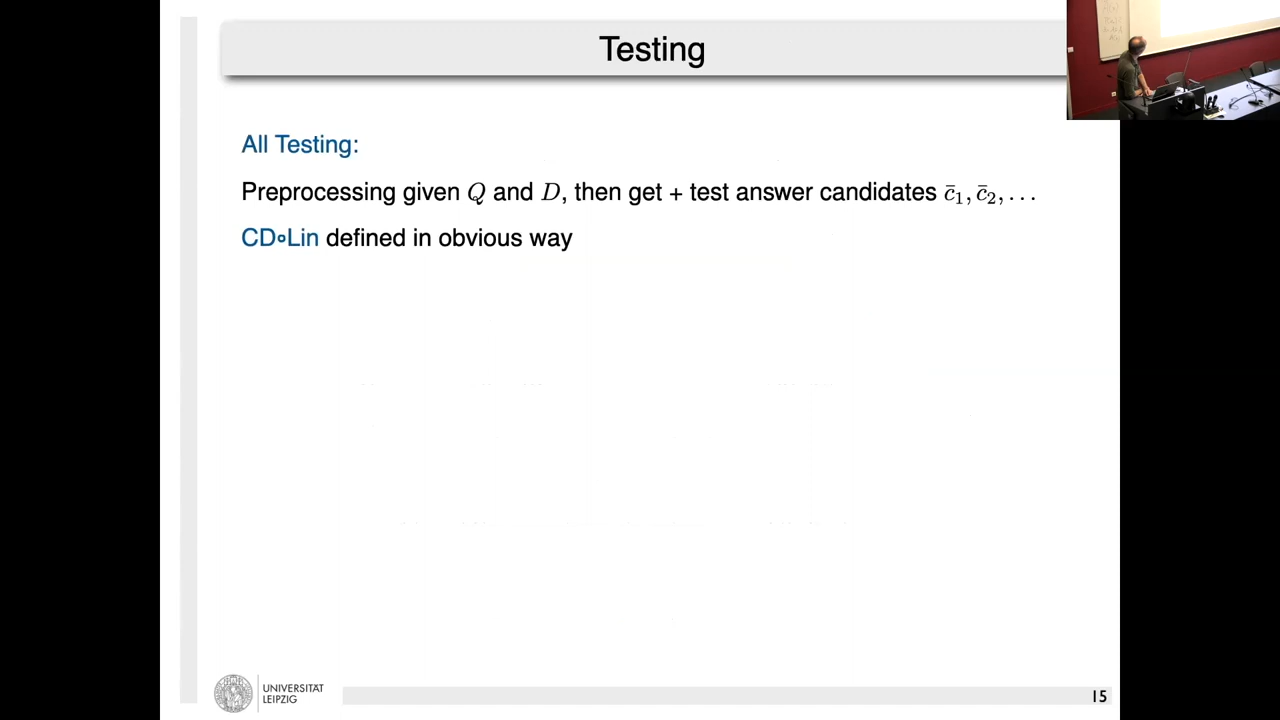 Testing
All Testing:
Preprocessing given Q and D, then get + test answer candidates c̄₁, c̄₂, . . .
CD∘Lin defined in obvious way
UNIVERSITÄT
LEIPZIG
15